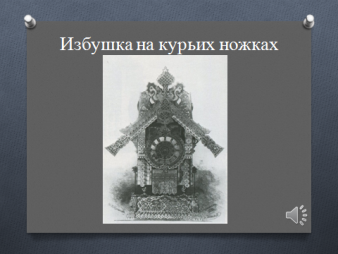 Избушка на курьих ножках